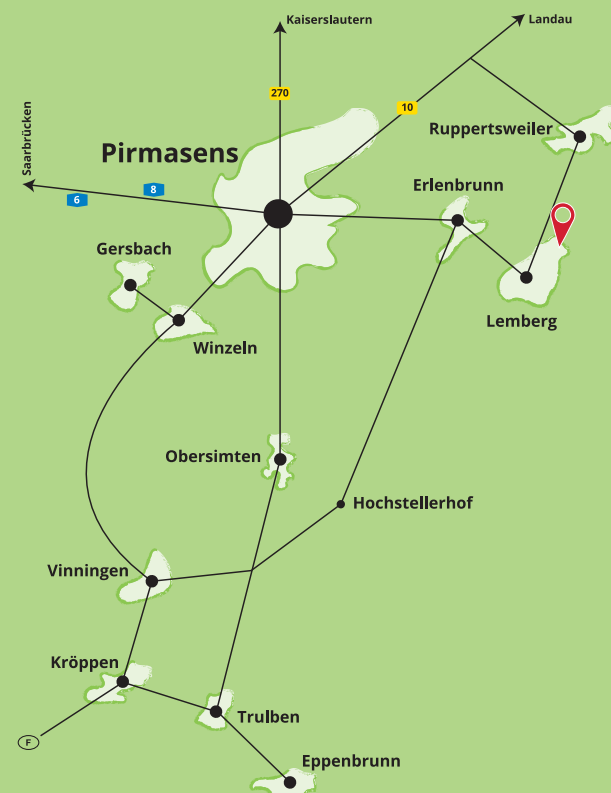 Kaiserslautern
Landau
270
10
Saarbrücken
Ruppertsweiler
Pirmasens
8
6
Erlenbrunn
Gersbach
Lemberg
Winzeln
Obersimten
Hochstellerhof
Vinningen
Kröppen
Trulben
F
Eppenbrunn